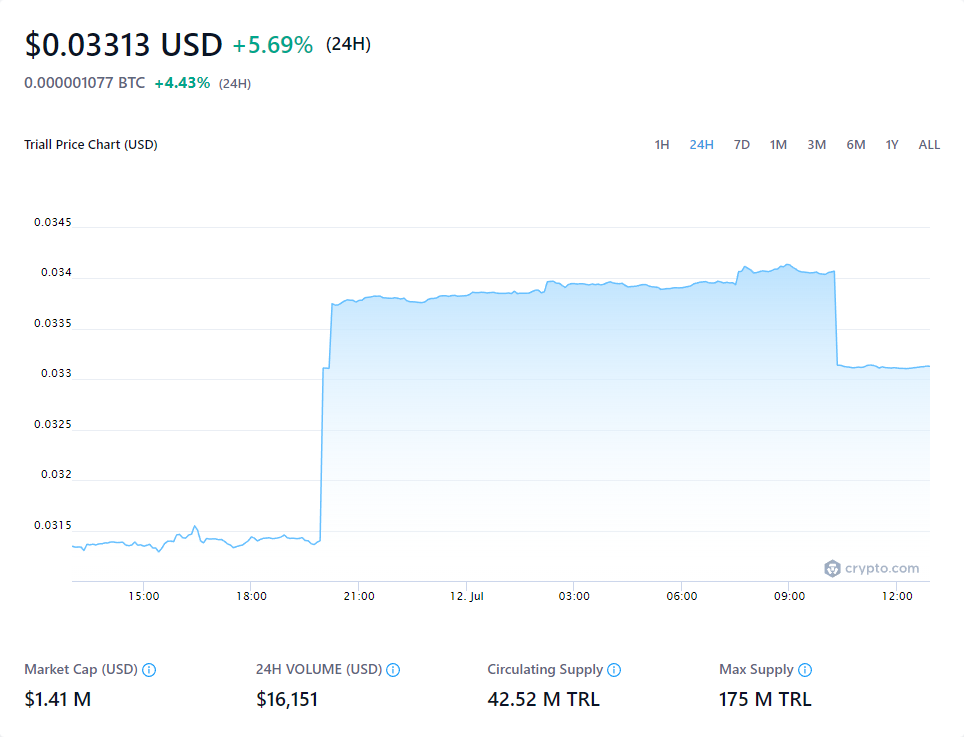 $0.03313 USD +5.69% (24H)
0.000001077 BTC +4.43% (24H)
Triall Price Chart (USD) 1H 24H 7D 1M 3M 6M 1Y ALL
0.0345
0.034
0.0335
0.033
0.0325
0.032
0.0315
crypto.com
15:00 18:00 21:00 12. Jul 03:00 06:00 09:00 12:00
Market Cap (USD) 24H VOLUME (USD) Circulating Supply Max Supply
$1.41 M $16,151 42.52 M TRL 175 M TRL